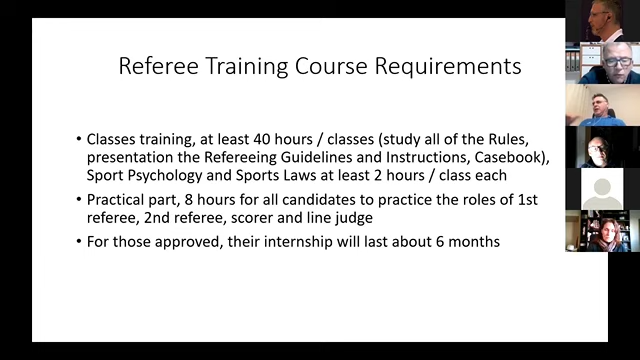 Referee Training Course Requirements
• Classes training, at least 40 hours / classes (study all of the Rules,
presentation the Refereeing Guidelines and Instructions, Casebook),
Sport Psychology and Sports Laws at least 2 hours / class each
• Practical part, 8 hours for all candidates to practice the roles of 1st
referee, 2nd referee, scorer and line judge
• For those approved, their internship will last about 6 months